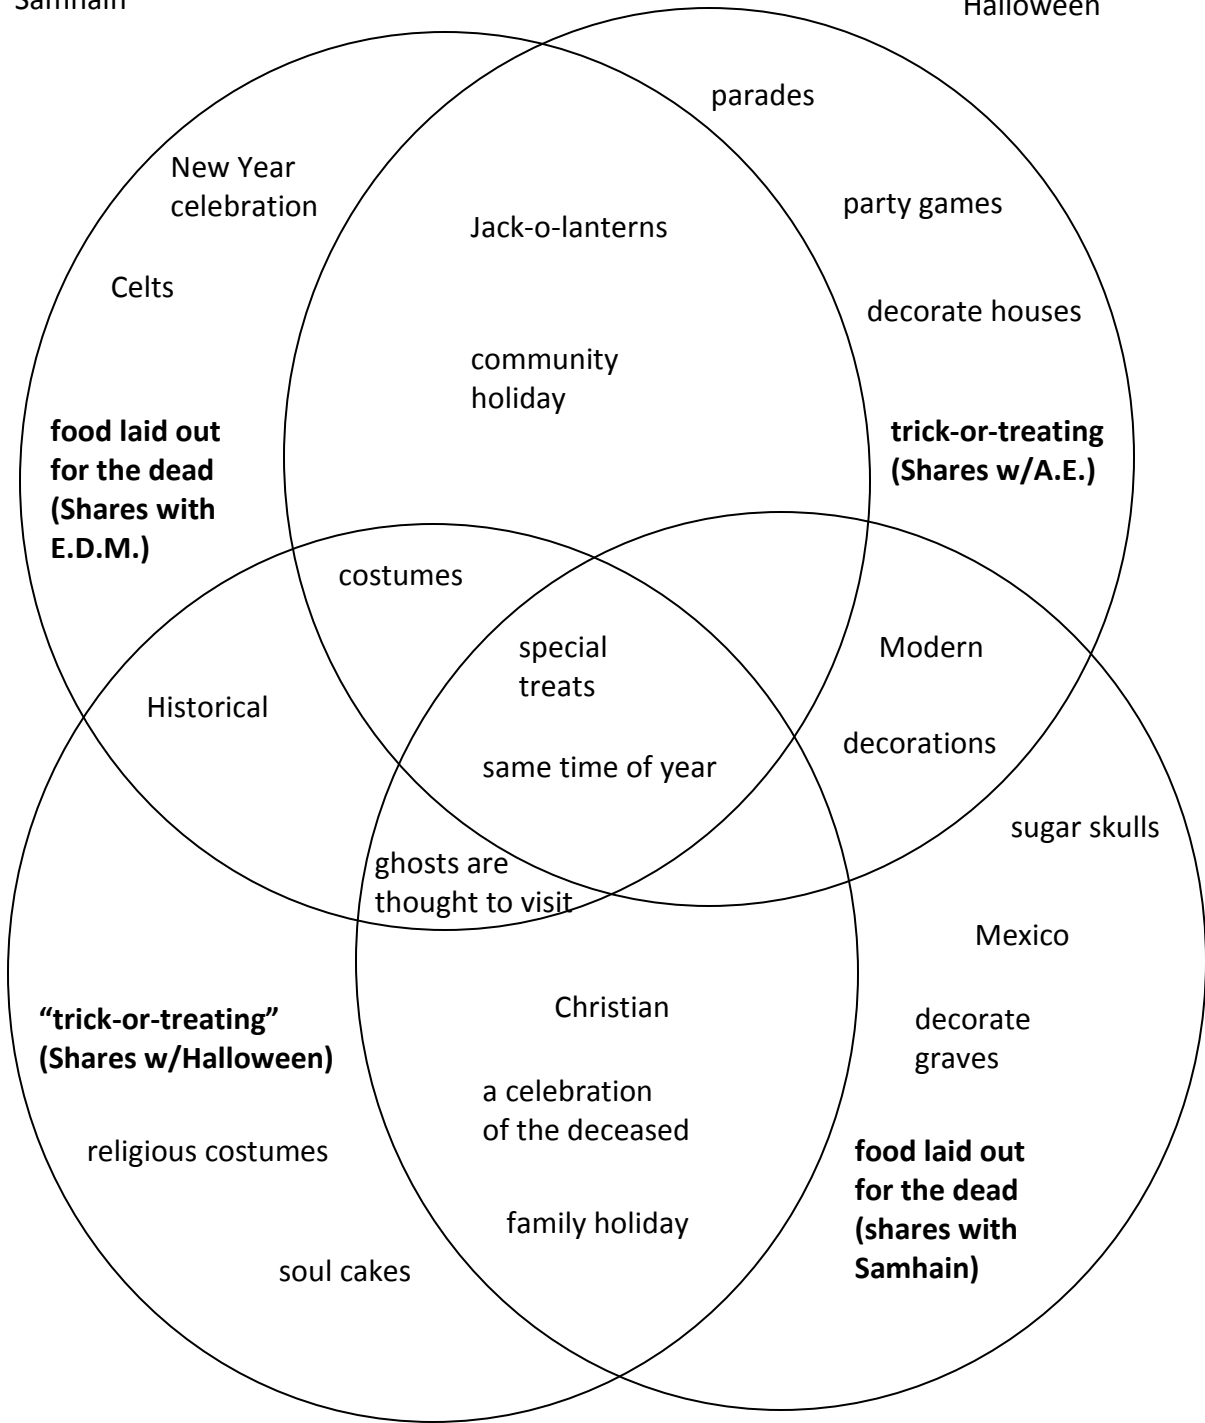 Samhain
Halloween
parades
New Year
celebration
party games
Jack-o-lanterns
Celts
decorate houses
community
holiday
food laid out
for the dead
(Shares with
E.D.M.)
trick-or-treating
(Shares w/A.E.)
costumes
special
treats
Modern
Historical
decorations
same time of year
sugar skulls
ghosts are
thought to visit
Mexico
“trick-or-treating”
(Shares w/Halloween)
Christian
decorate
graves
a celebration
of the deceased
religious costumes
food laid out
for the dead
(shares with
Samhain)
family holiday
soul cakes